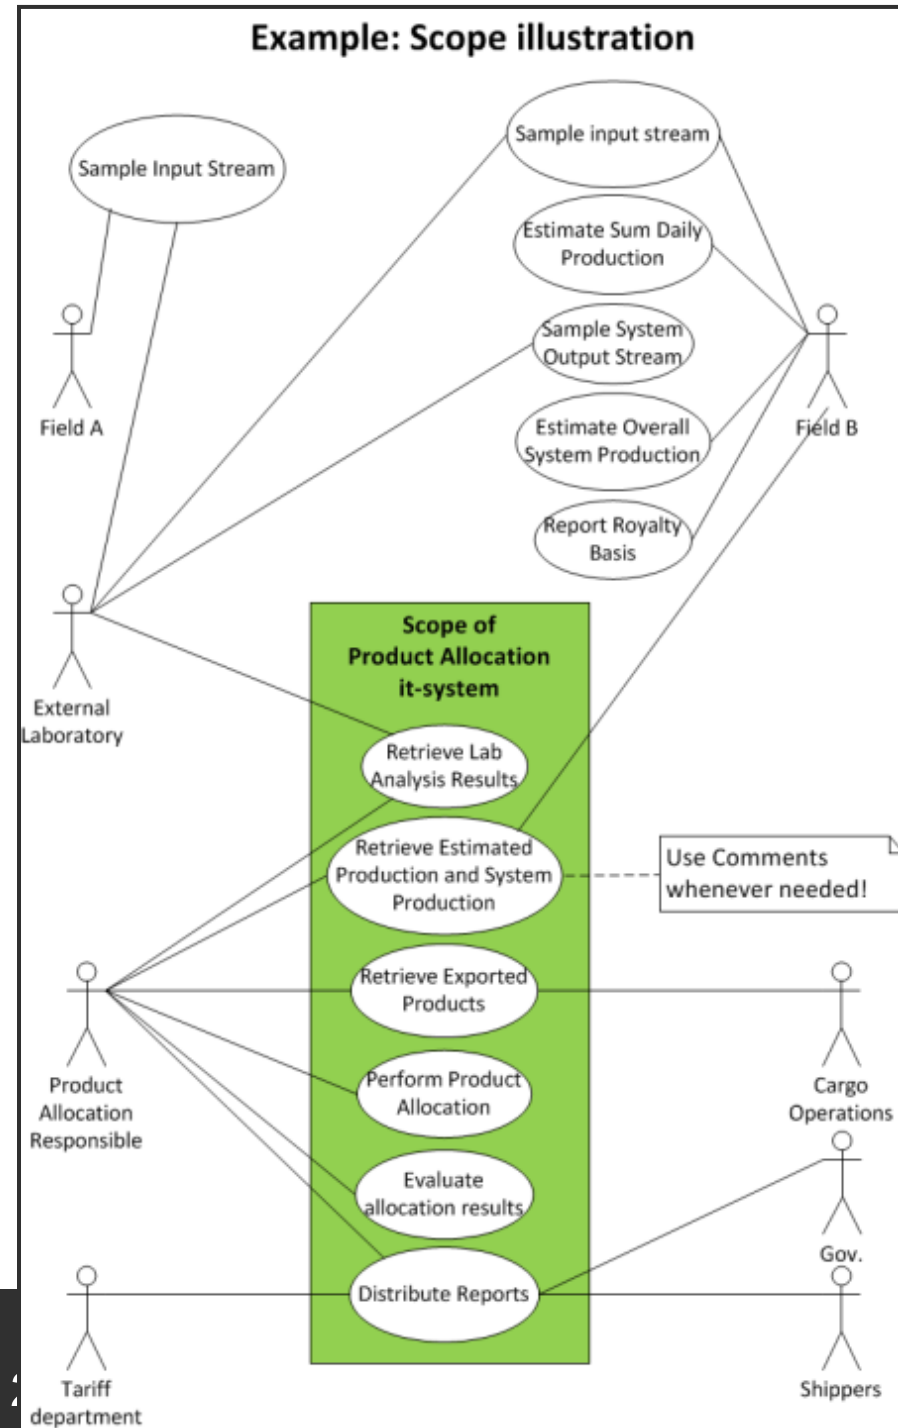 Example: Scope illustration
Sample input stream
Sample Input Stream
Estimate Sum Daily
Production
Sample System
Output Stream
Field A
Field B
Estimate Overall
System Production
Report Royalty
Basis
Scope of
Product Allocation
it-system
External
Laboratory
Retrieve Lab
Analysis Results
Retrieve Estimated
Production and System
Production
Use Comments
whenever needed!
Retrieve Exported
Products
Product
Allocation
Responsible
Perform Product
Allocation
Cargo
Operations
Evaluate
allocation results
Gov.
Distribute Reports
Tariff
department
Shippers